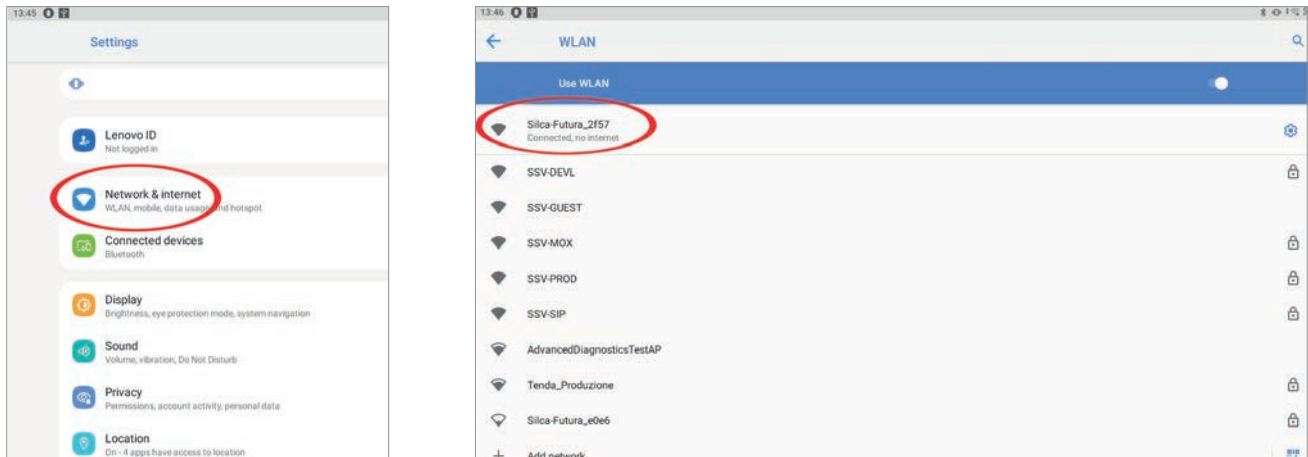 13:45
Settings
Lenovo ID
Not logged in
Network & internet
WLAN, mobile, data usage and hotspot
Connected devices
Bluetooth
Display
Brightness, eye protection mode, system navigation
Sound
Volume, vibration, Do Not Disturb
Privacy
Permissions, account activity, personal data
Location
On - 4 apps have access to location
13:46
WLAN
Use WLAN
Silca-Futura_2f57
Connected, no internet
SSV-DEVL
SSV-GUEST
SSV-MOX
SSV-PROD
SSV-SIP
AdvancedDiagnosticsTestAP
Tenda_Produzione
Silca-Futura_e0e6
Add network